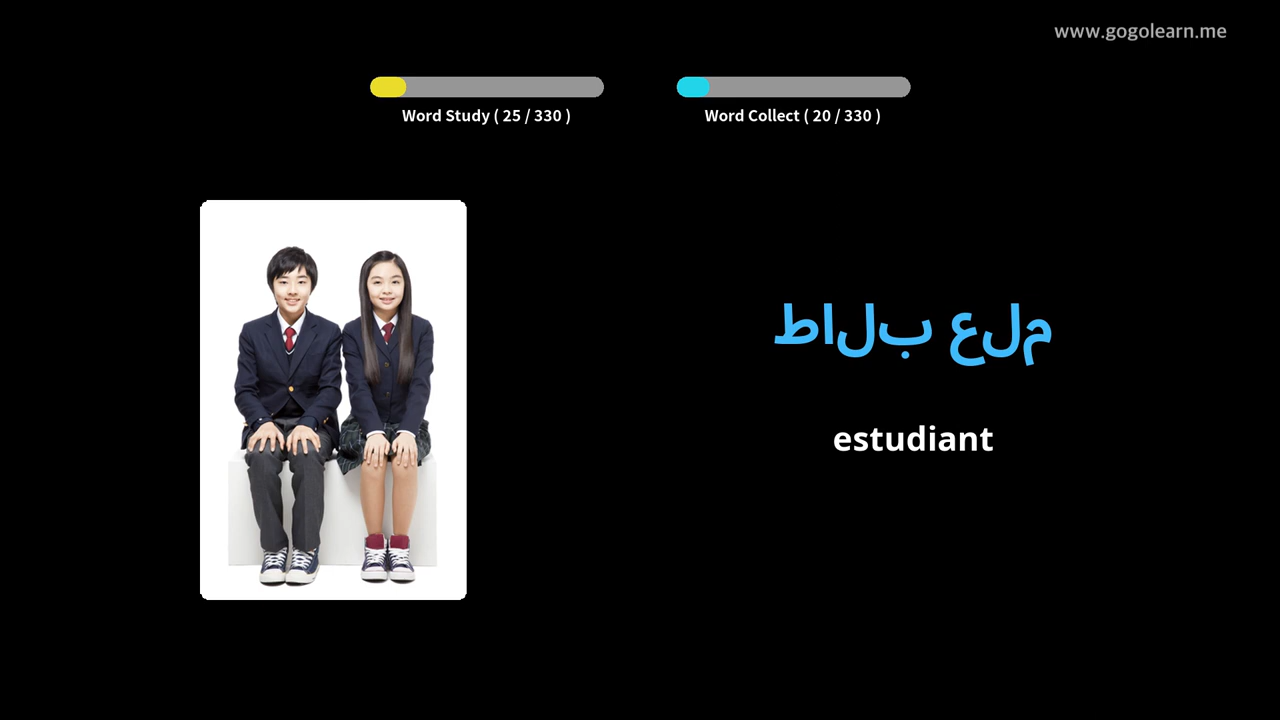 www.gogolearn.me
Word Study ( 25 / 330 )
Word Collect ( 20 / 330 )
طالب علم
estudiant